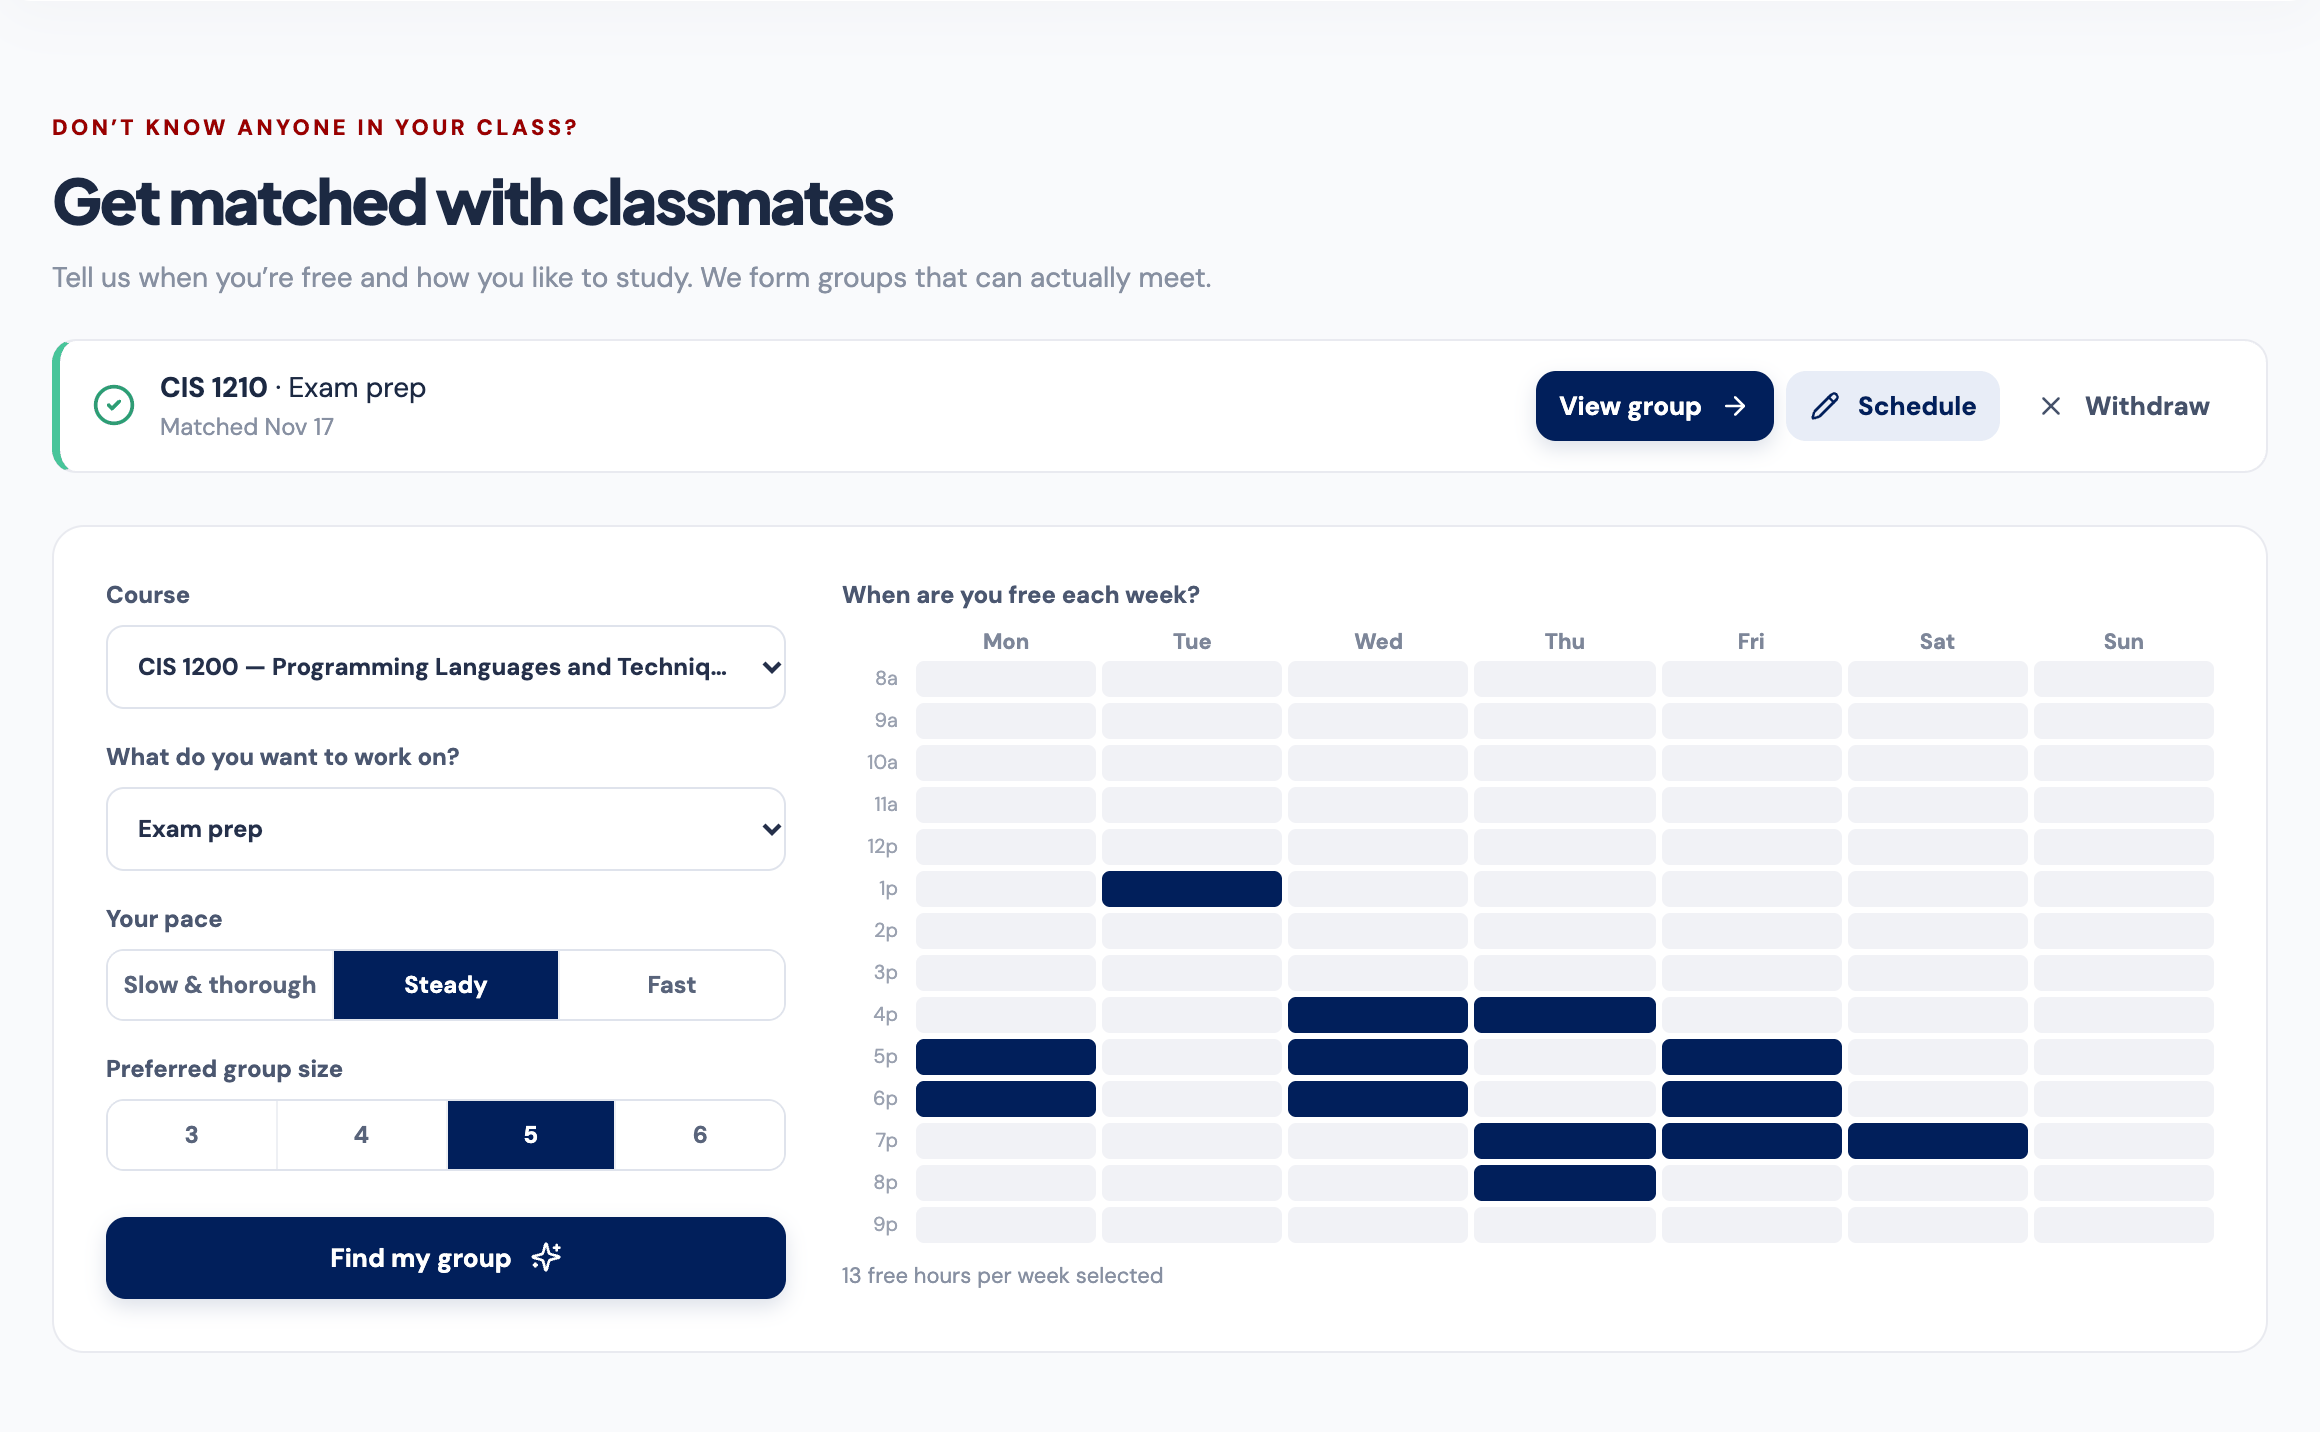 DON’T KNOW ANYONE IN YOUR CLASS?
Get matched with classmates
Tell us when you’re free and how you like to study. We form groups that can actually meet.
CIS 1210 · Exam prep
Matched Nov 17
View group
Schedule
Withdraw
Course
CIS 1200 — Programming Languages and Techniq...
What do you want to work on?
Exam prep
Your pace
Slow & thorough
Steady
Fast
Preferred group size
3
4
5
6
Find my group
When are you free each week?
Mon Tue Wed Thu Fri Sat Sun
8a
9a
10a
11a
12p
1p
2p
3p
4p
5p
6p
7p
8p
9p
13 free hours per week selected